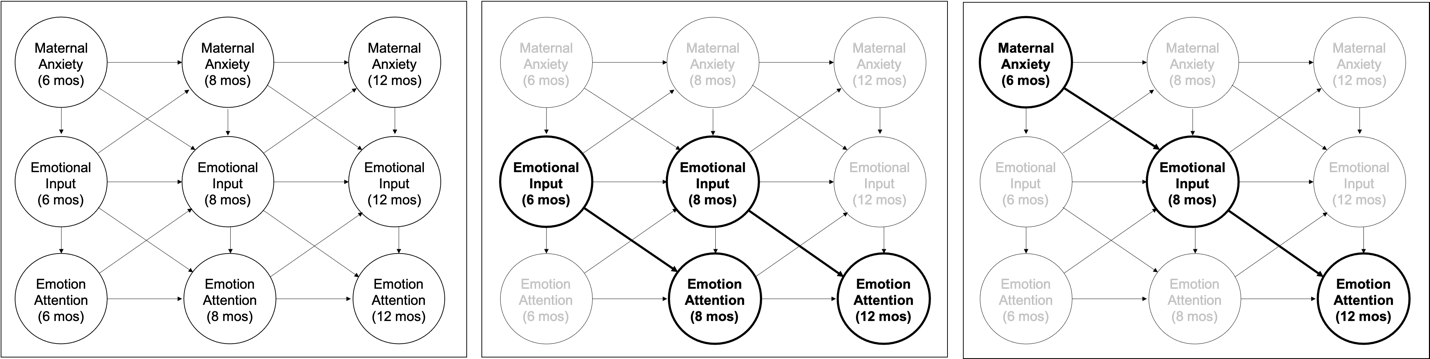 Maternal
Anxiety
(6 mos)
Maternal
Anxiety
(8 mos)
Maternal
Anxiety
(12 mos)
Emotional
Input
(6 mos)
Emotional
Input
(8 mos)
Emotional
Input
(12 mos)
Emotion
Attention
(6 mos)
Emotion
Attention
(8 mos)
Emotion
Attention
(12 mos)
Maternal
Anxiety
(6 mos)
Maternal
Anxiety
(8 mos)
Maternal
Anxiety
(12 mos)
Emotional
Input
(6 mos)
Emotional
Input
(8 mos)
Emotional
Input
(12 mos)
Emotion
Attention
(6 mos)
Emotion
Attention
(8 mos)
Emotion
Attention
(12 mos)
Maternal
Anxiety
(6 mos)
Maternal
Anxiety
(8 mos)
Maternal
Anxiety
(12 mos)
Emotional
Input
(6 mos)
Emotional
Input
(8 mos)
Emotional
Input
(12 mos)
Emotion
Attention
(6 mos)
Emotion
Attention
(8 mos)
Emotion
Attention
(12 mos)